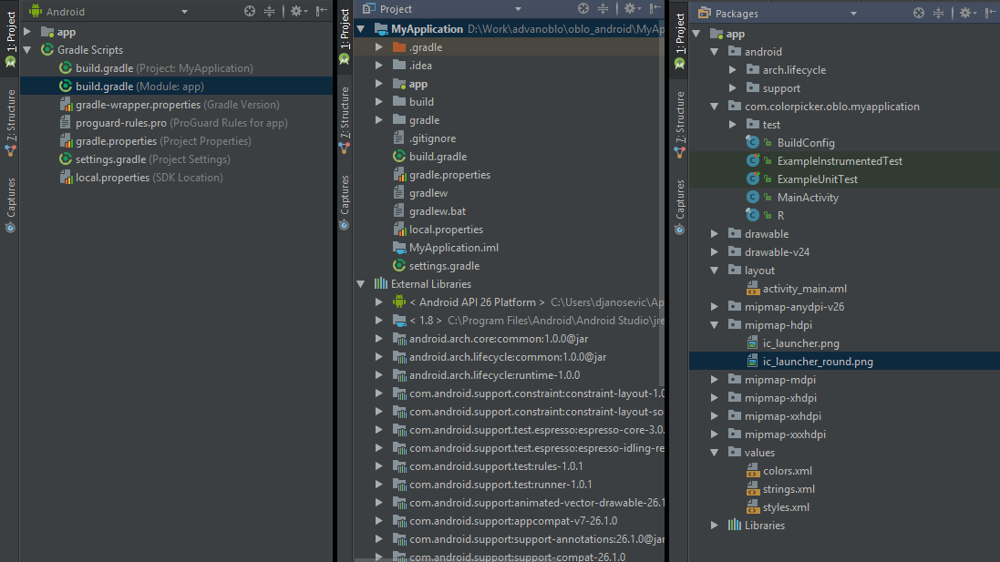 Android
1: Project
7: Structure
Captures
app
Gradle Scripts
build.gradle (Project: MyApplication)
build.gradle (Module: app)
gradle-wrapper.properties (Gradle Version)
proguard-rules.pro (ProGuard Rules for app)
gradle.properties (Project Properties)
settings.gradle (Project Settings)
local.properties (SDK Location)
Project
1: Project
7: Structure
Captures
MyApplication D:\Work\advanoblo\oblo_android\MyAp
.gradle
.idea
app
build
gradle
.gitignore
build.gradle
gradle.properties
gradlew
gradlew.bat
local.properties
MyApplication.iml
settings.gradle
External Libraries
< Android API 26 Platform > C:\Users\djanosevic\Ap
< 1.8 > C:\Program Files\Android\Android Studio\jre
android.arch.core:common:1.0.0@jar
android.arch.lifecycle:common:1.0.0@jar
android.arch.lifecycle:runtime-1.0.0
com.android.support.constraint:constraint-layout-1.0
com.android.support.constraint:constraint-layout-so
com.android.support.test.espresso:espresso-core-3.0.
com.android.support.test.espresso:espresso-idling-re
com.android.support.test:rules-1.0.1
com.android.support.test:runner-1.0.1
com.android.support:animated-vector-drawable-26.1
com.android.support:appcompat-v7-26.1.0
com.android.support:support-annotations:26.1.0@jar
com.android.support:support-compat-26.1.0
Packages
1: Project
7: Structure
Captures
app
android
arch.lifecycle
support
com.colorpicker.oblo.myapplication
test
BuildConfig
ExampleInstrumentedTest
ExampleUnitTest
MainActivity
R
drawable
drawable-v24
layout
activity_main.xml
mipmap-anydpi-v26
mipmap-hdpi
ic_launcher.png
ic_launcher_round.png
mipmap-mdpi
mipmap-xhdpi
mipmap-xxhdpi
mipmap-xxxhdpi
values
colors.xml
strings.xml
styles.xml
Libraries